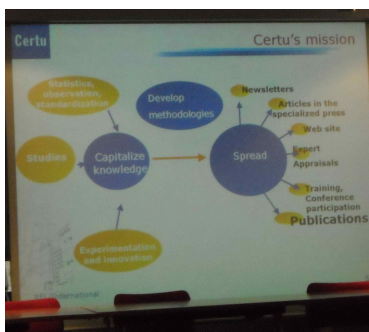 Certu
Certu's mission
Statistics,
observation,
standardization
Develop
methodologies
Newsletters
Articles in the
specialized press
Web site
Studies
Capitalize
knowledge
Spread
Expert
Appraisals
Training,
Conference
participation
Publications
Experimentation
and innovation
International